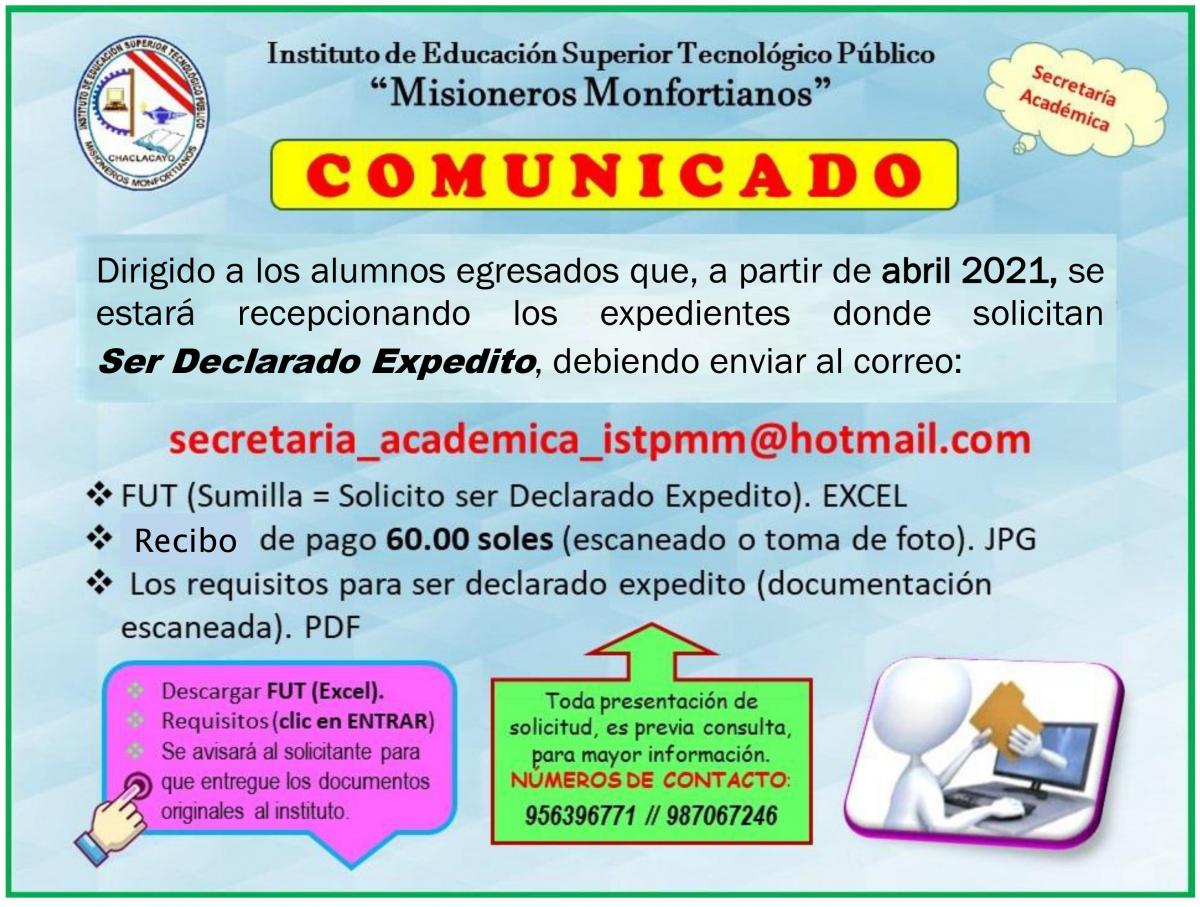 INSTITUTO DE EDUCACIÓN SUPERIOR TECNOLÓGICO PÚBLICO
CHACLACAYO
MISIONEROS MONFORTIANOS
Instituto de Educación Superior Tecnológico Público
“Misioneros Monfortianos”
Secretaría
Académica
COMUNICADO
Dirigido a los alumnos egresados que, a partir de abril 2021, se
estará recepcionando los expedientes donde solicitan
Ser Declarado Expedito, debiendo enviar al correo:
secretaria_academica_istpmm@hotmail.com
❖ FUT (Sumilla = Solicito ser Declarado Expedito). EXCEL
❖ Recibo de pago 60.00 soles (escaneado o toma de foto). JPG
❖ Los requisitos para ser declarado expedito (documentación
escaneada). PDF
❖ Descargar FUT (Excel).
❖ Requisitos (clic en ENTRAR)
❖ Se avisará al solicitante para
que entregue los documentos
originales al instituto.
Toda presentación de
solicitud, es previa consulta,
para mayor información.
NÚMEROS DE CONTACTO:
956396771 // 987067246